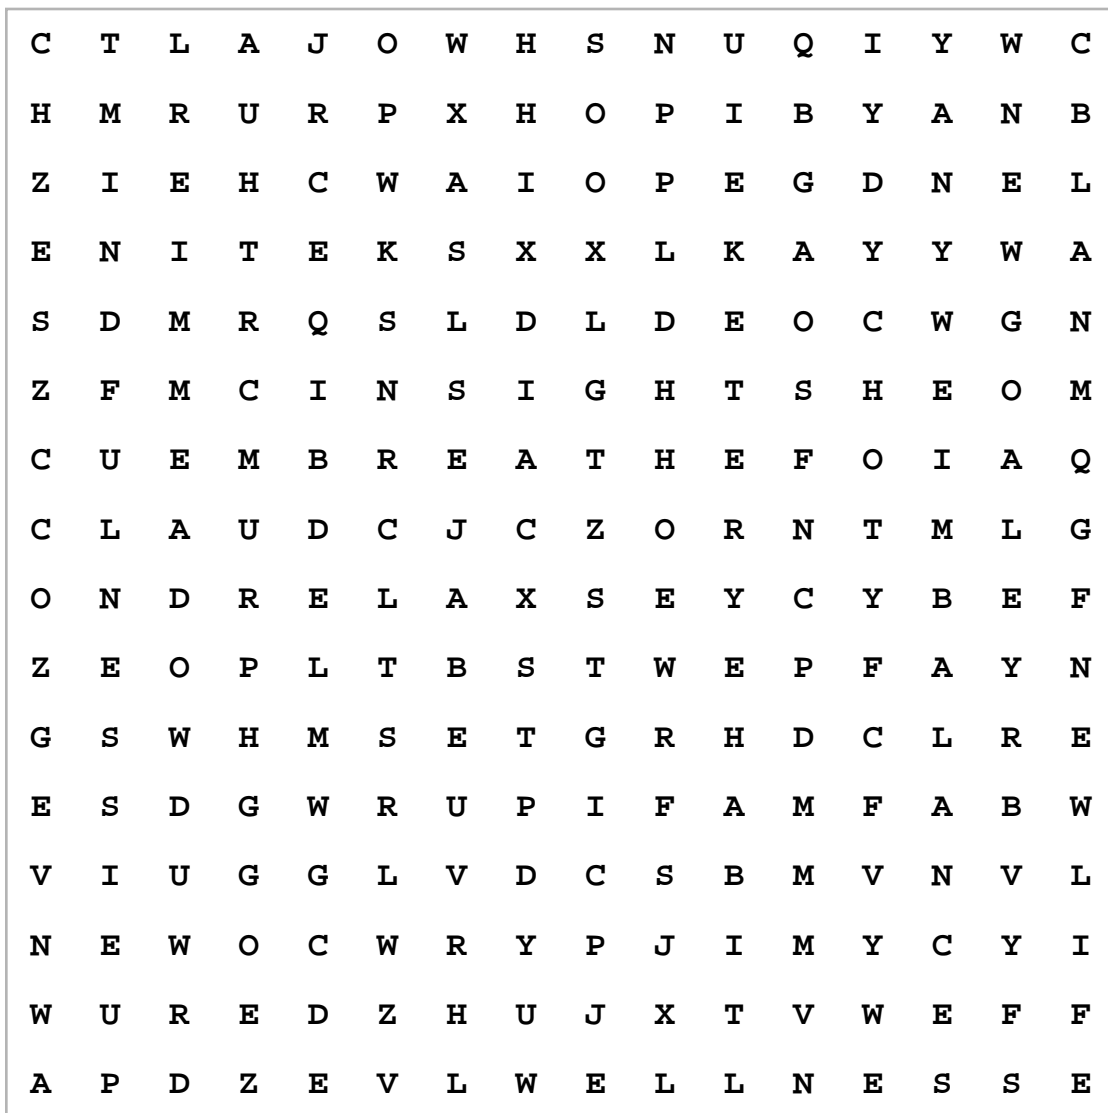 C T L A J O W H S N U Q I Y W C
H M R U R P X H O P I B Y A N B
Z I E H C W A I O P E G D N E L
E N I T E K S X X L K A Y Y W A
S D M R Q S L D L D E O C W G N
Z F M C I N S I G H T S H E O M
C U E M B R E A T H E F O I A Q
C L A U D C J C Z O R N T M L G
O N D R E L A X S E Y C Y B E F
Z E O P L T B S T W E P F A Y N
G S W H M S E T G R H D C L R E
E S D G W R U P I F A M F A B W
V I U G G L V D C S B M V N V L
N E W O C W R Y P J I M Y C Y I
W U R E D Z H U J X T V W E F F
A P D Z E V L W E L L N E S S E